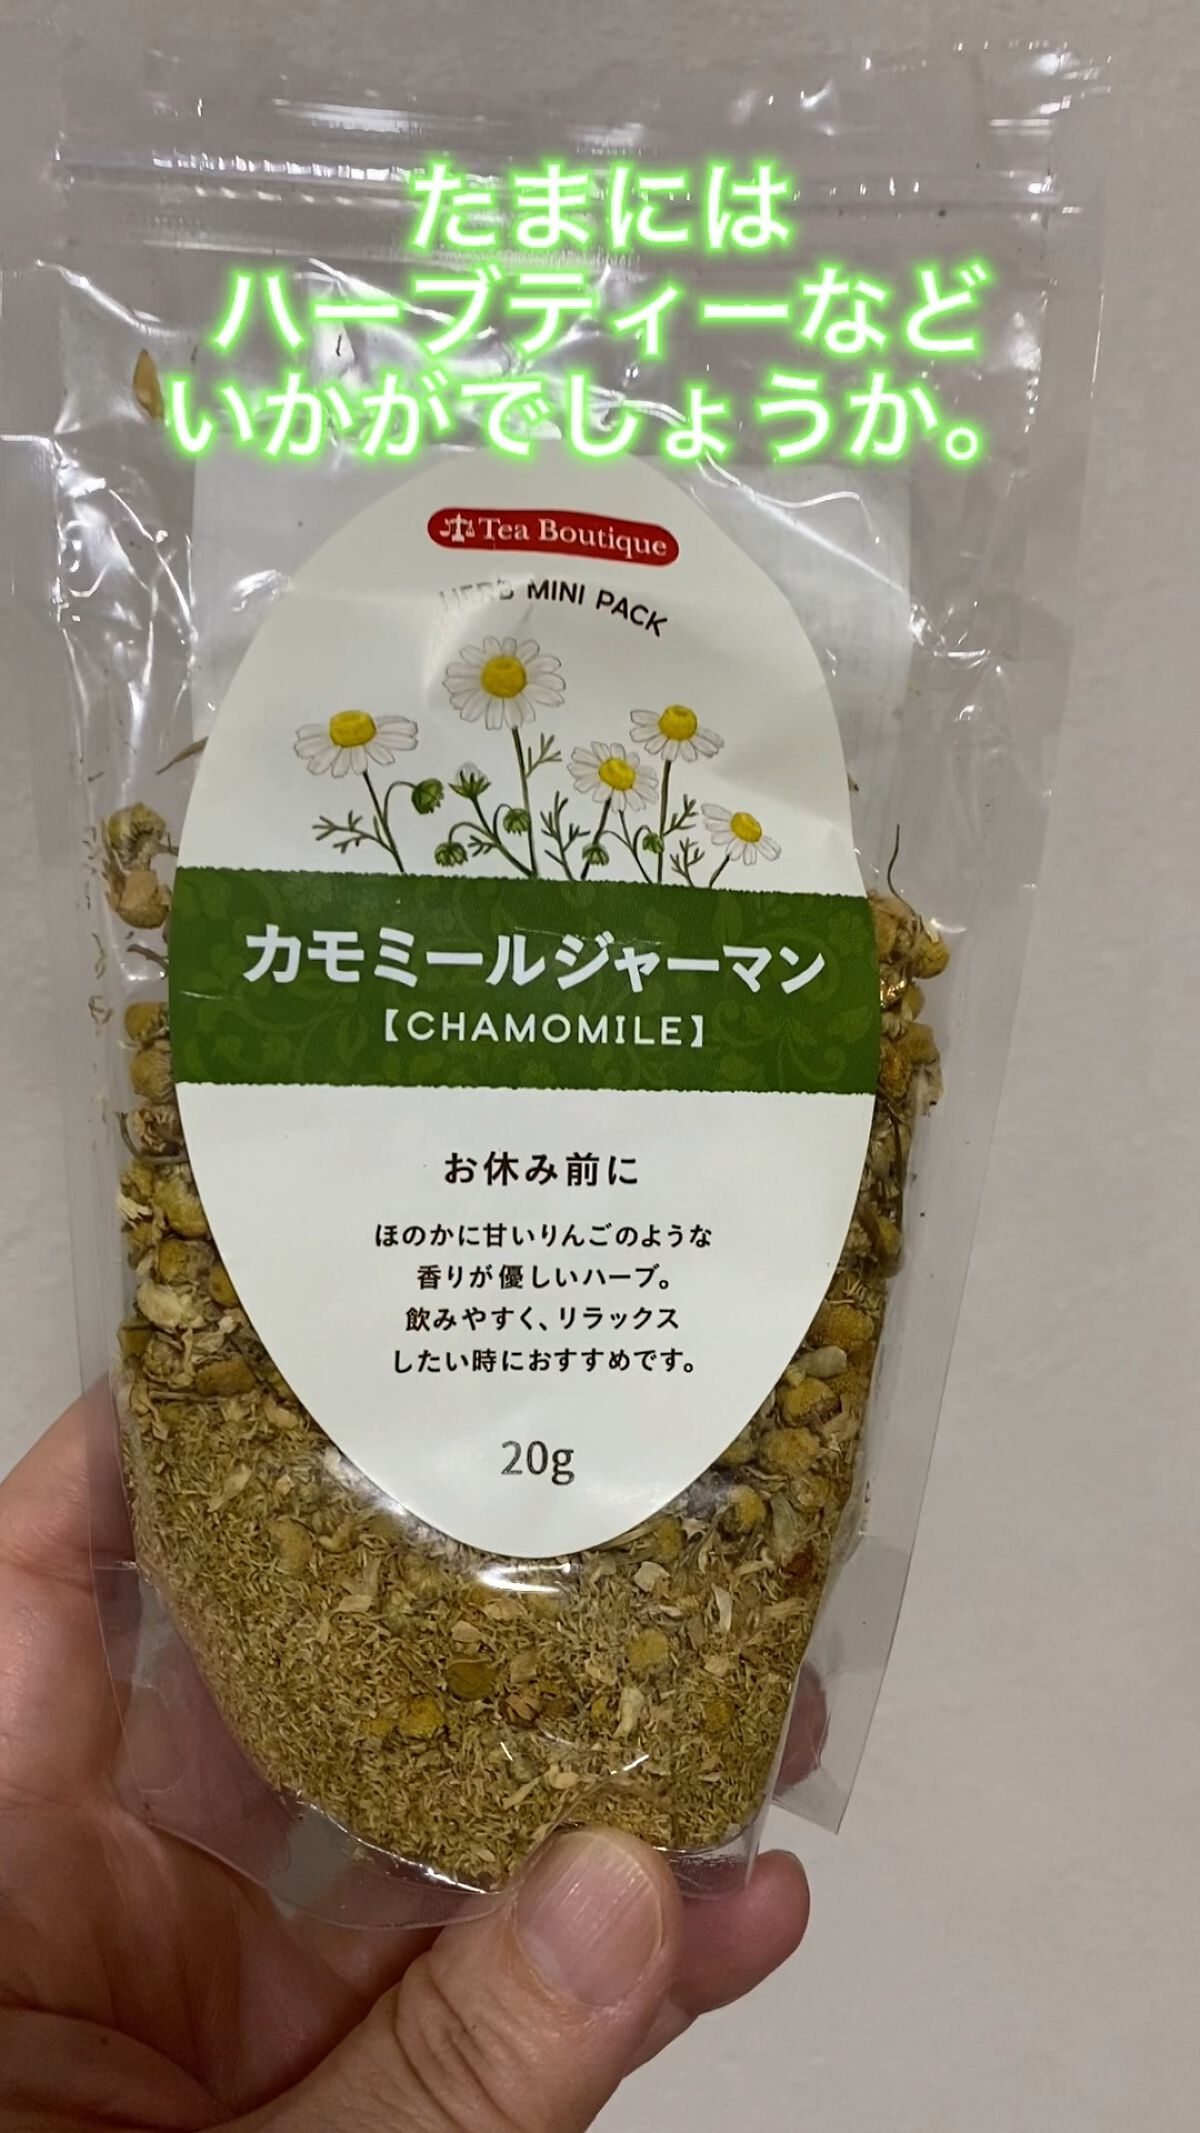 たまには
ハーブティーなど
いかがでしょうか。
Tea Boutique
HERB MINI PACK
カモミールジャーマン
【CHAMOMILE】
お休み前に
ほのかに甘いりんごのような
香りが優しいハーブ。
飲みやすく、リラックス
したい時におすすめです。
20g